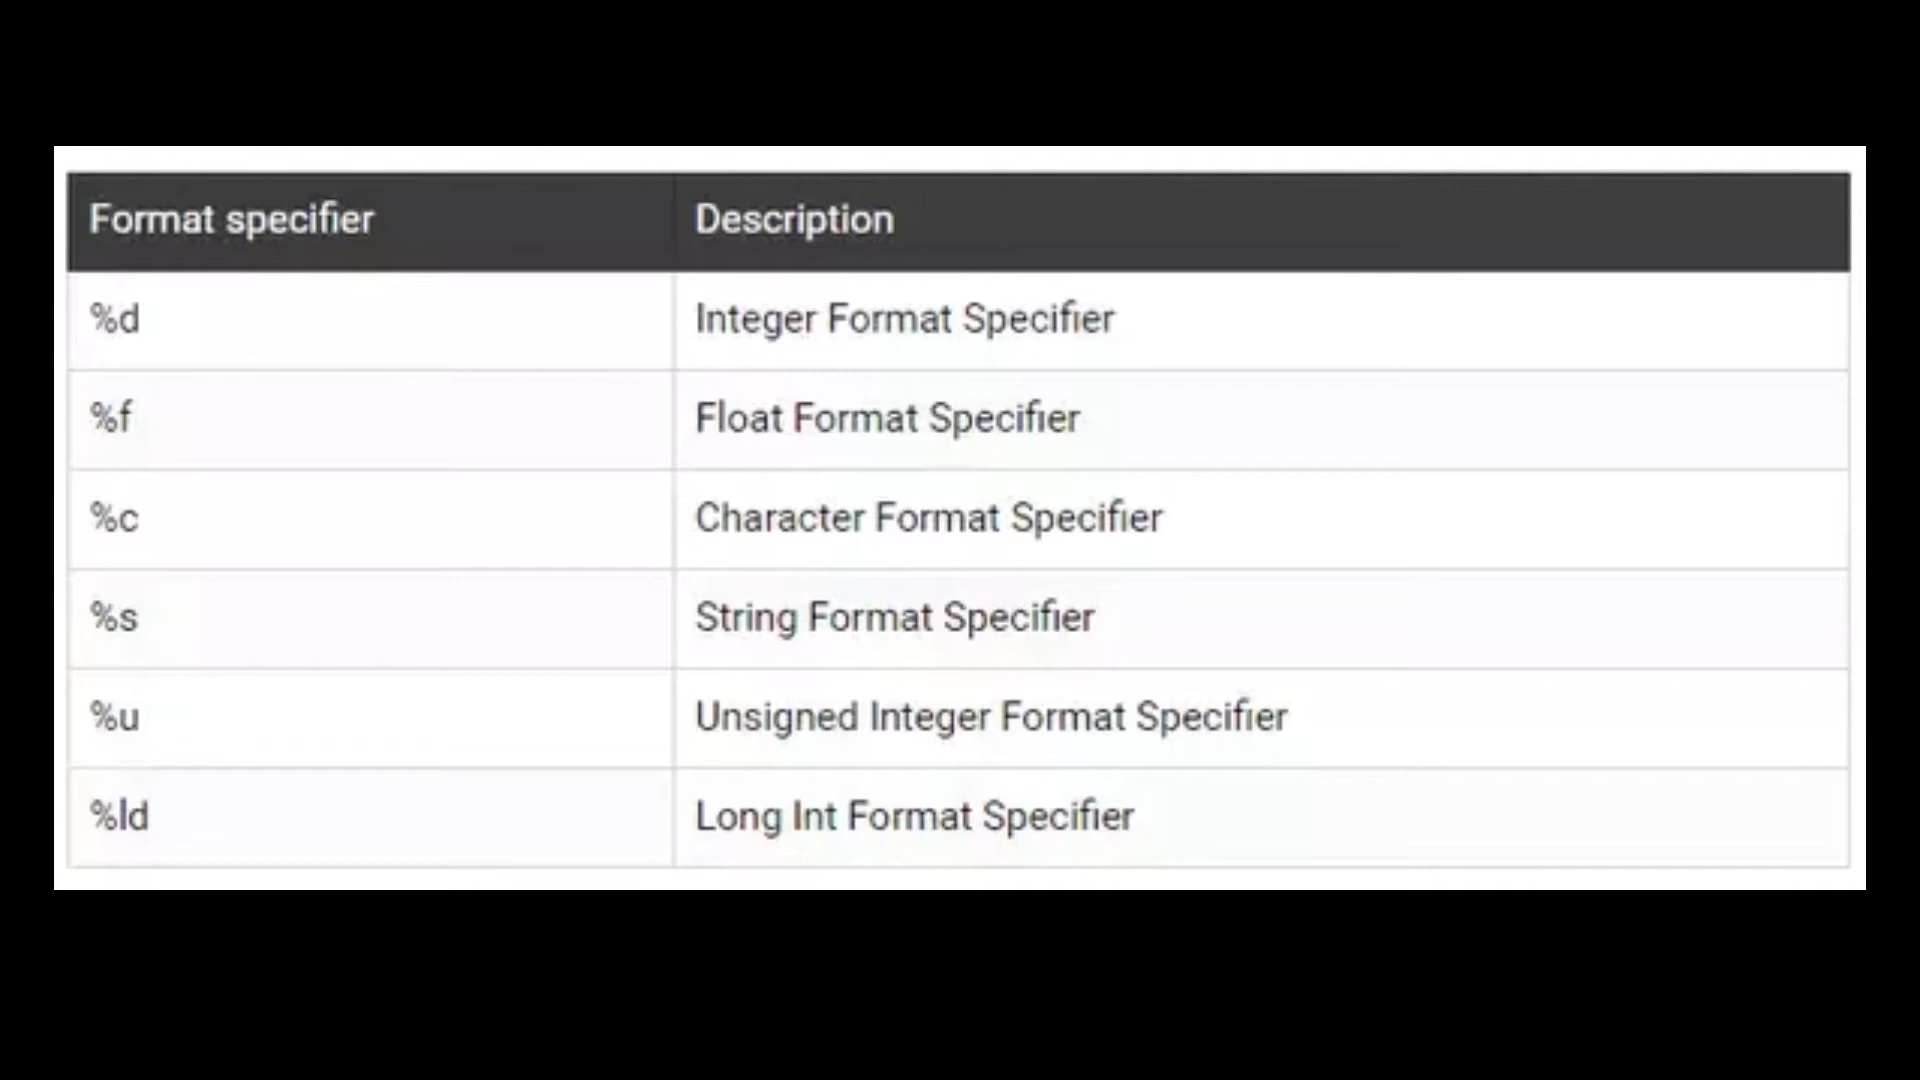 Format specifier Description
%d Integer Format Specifier
%f Float Format Specifier
%c Character Format Specifier
%s String Format Specifier
%u Unsigned Integer Format Specifier
%ld Long Int Format Specifier